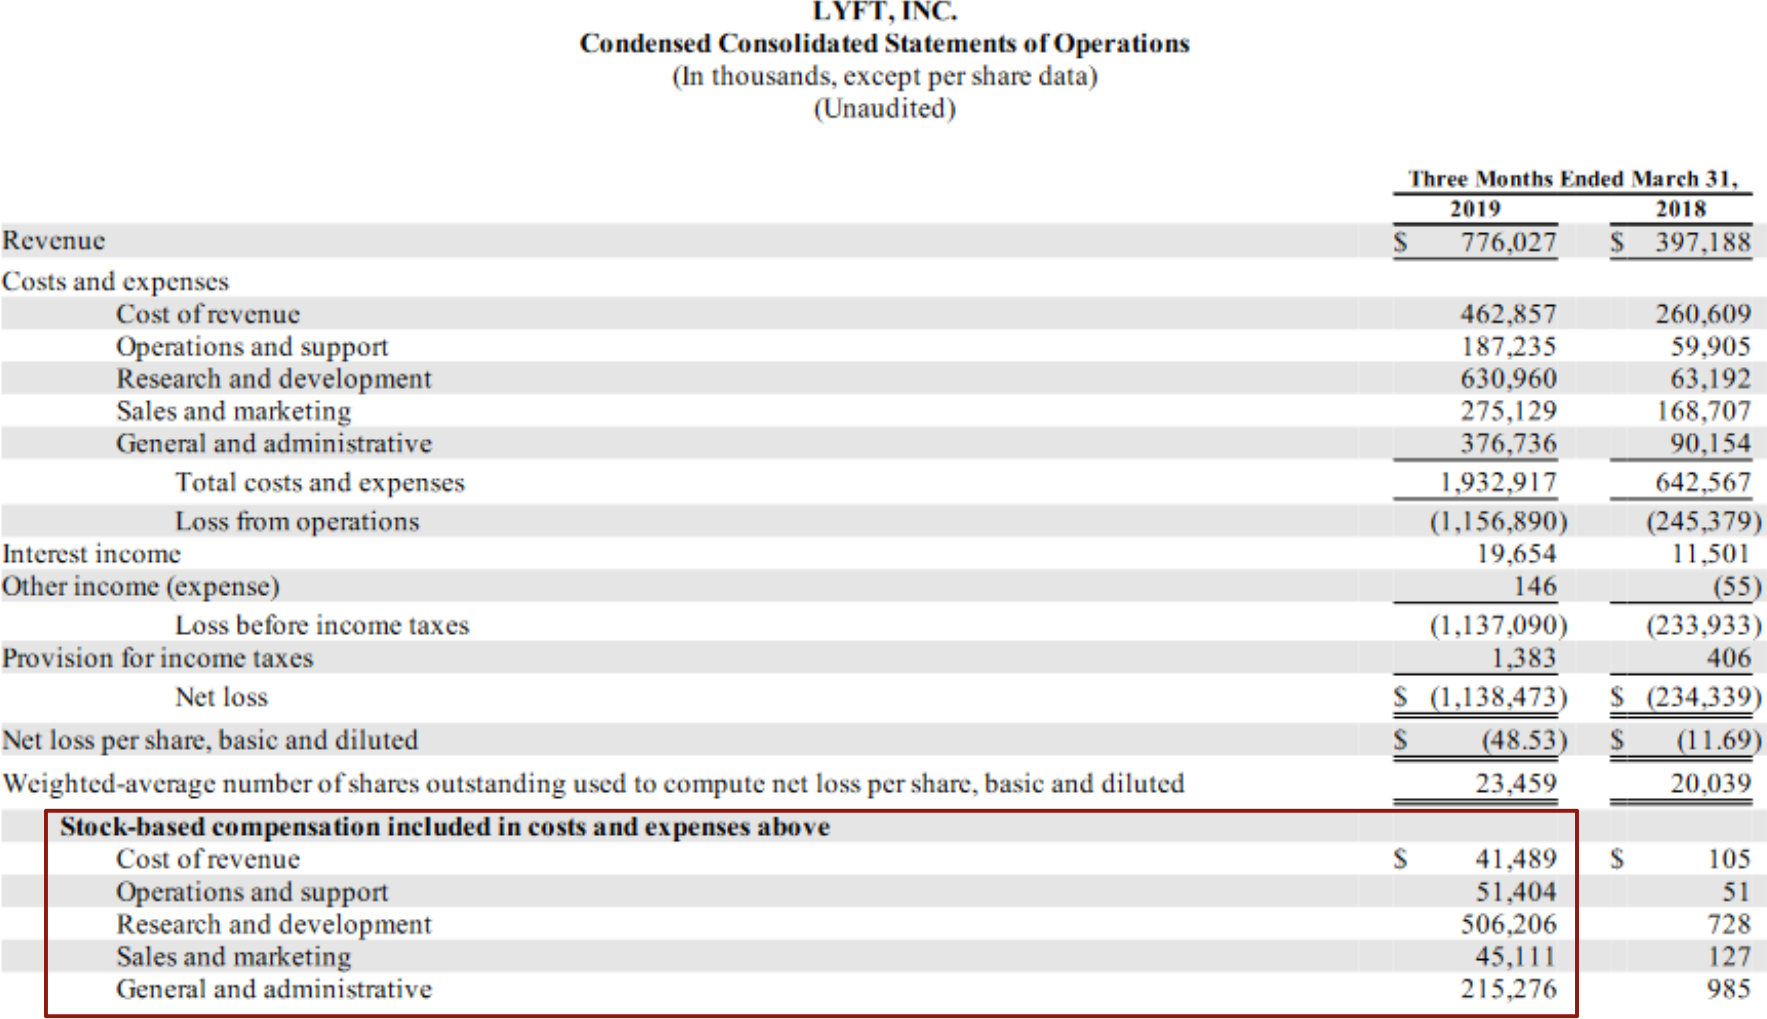 LYFT, INC.
Condensed Consolidated Statements of Operations
(In thousands, except per share data)
(Unaudited)
Three Months Ended March 31,
2019 2018
Revenue $ 776,027 $ 397,188
Costs and expenses
Cost of revenue 462,857 260,609
Operations and support 187,235 59,905
Research and development 630,960 63,192
Sales and marketing 275,129 168,707
General and administrative 376,736 90,154
Total costs and expenses 1,932,917 642,567
Loss from operations (1,156,890) (245,379)
Interest income 19,654 11,501
Other income (expense) 146 (55)
Loss before income taxes (1,137,090) (233,933)
Provision for income taxes 1,383 406
Net loss $ (1,138,473) $ (234,339)
Net loss per share, basic and diluted $ (48.53) $ (11.69)
Weighted-average number of shares outstanding used to compute net loss per share, basic and diluted 23,459 20,039
Stock-based compensation included in costs and expenses above
Cost of revenue $ 41,489 $ 105
Operations and support 51,404 51
Research and development 506,206 728
Sales and marketing 45,111 127
General and administrative 215,276 985